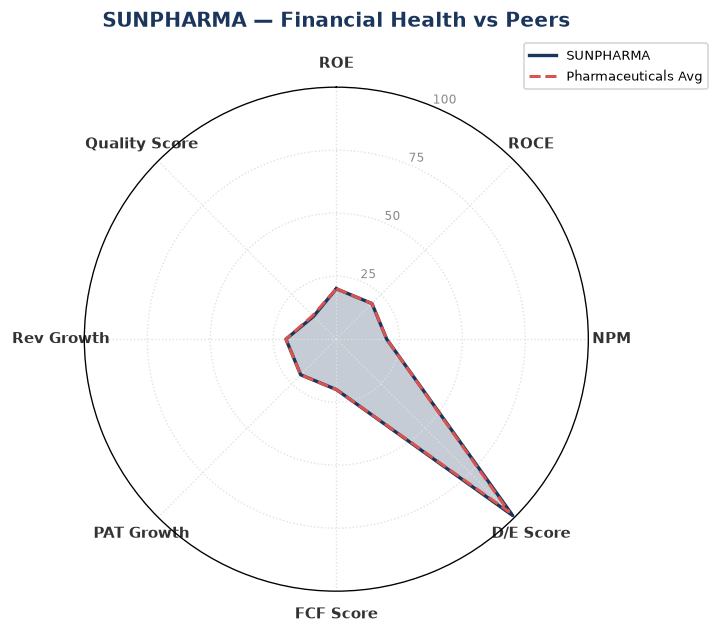 SUNPHARMA — Financial Health vs Peers
SUNPHARMA
Pharmaceuticals Avg
ROE
100
ROCE
Quality Score
75
50
25
Rev Growth
NPM
PAT Growth
D/E Score
FCF Score